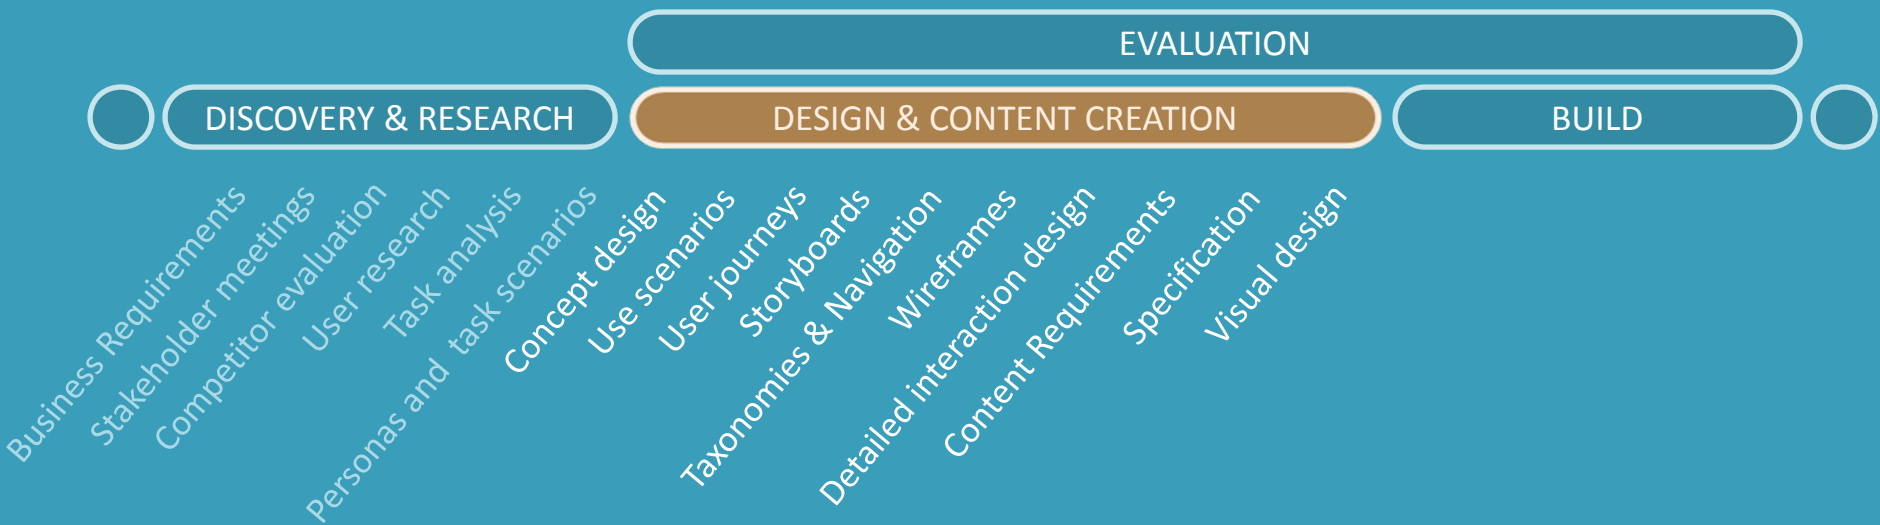 EVALUATION
DISCOVERY & RESEARCH
DESIGN & CONTENT CREATION
BUILD
Business Requirements
Stakeholder meetings
Competitor evaluation
User research
Task analysis
Personas and task scenarios
Concept design
Use scenarios
User journeys
Storyboards
Taxonomies & Navigation
Wireframes
Detailed interaction design
Content Requirements
Specification
Visual design